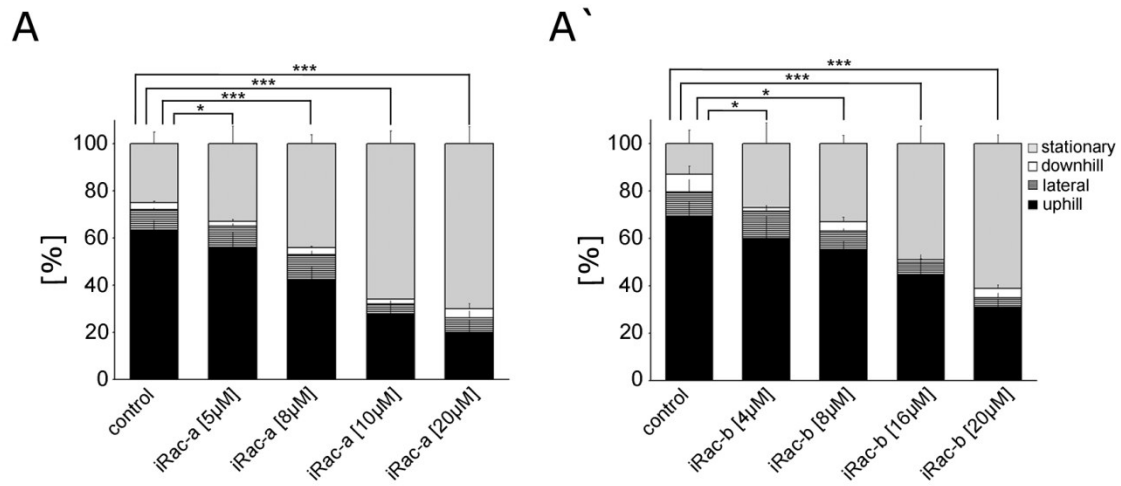 A
***
***
***
*
100
80
60
40
20
0
[%]
control
iRac-a [5µM]
iRac-a [8µM]
iRac-a [10µM]
iRac-a [20µM]
A`
***
***
*
*
100
80
60
40
20
0
[%]
control
iRac-b [4µM]
iRac-b [8µM]
iRac-b [16µM]
iRac-b [20µM]
stationary
downhill
lateral
uphill